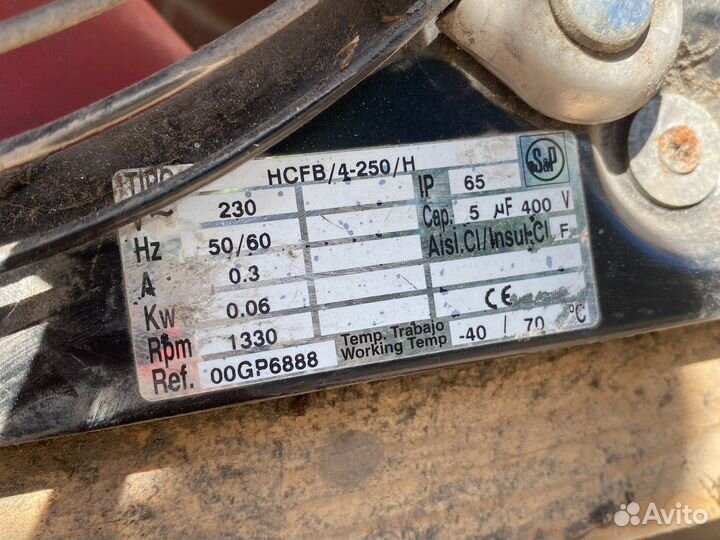 TIPO HCFB/4-250/H
IP 65
S&P
V~ 230
Cap. 5 µF 400 V
Hz 50/60
Aisl.Cl/Insul.Cl F
A 0.3
Kw 0.06
CE
Rpm 1330
Temp. Trabajo
Working Temp -40 / 70 °C
Ref. 00GP6888
Avito